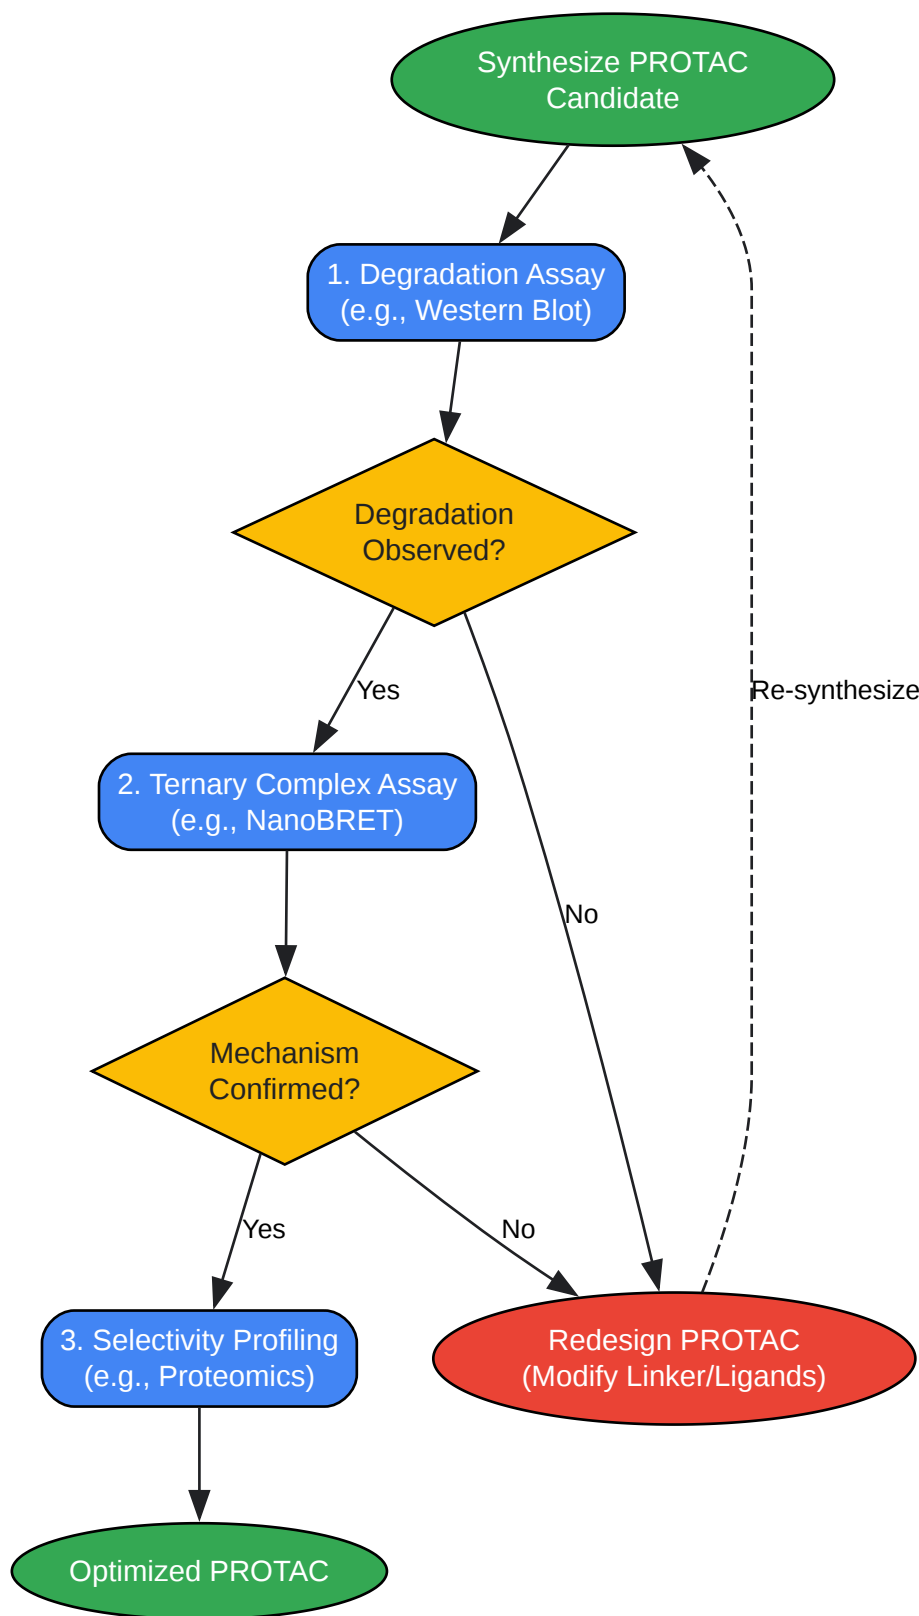 Synthesize PROTAC
Candidate
1. Degradation Assay
(e.g., Western Blot)
Degradation
Observed?
Yes
Re-synthesize
2. Ternary Complex Assay
(e.g., NanoBRET)
No
Mechanism
Confirmed?
Yes
No
3. Selectivity Profiling
(e.g., Proteomics)
Redesign PROTAC
(Modify Linker/Ligands)
Optimized PROTAC